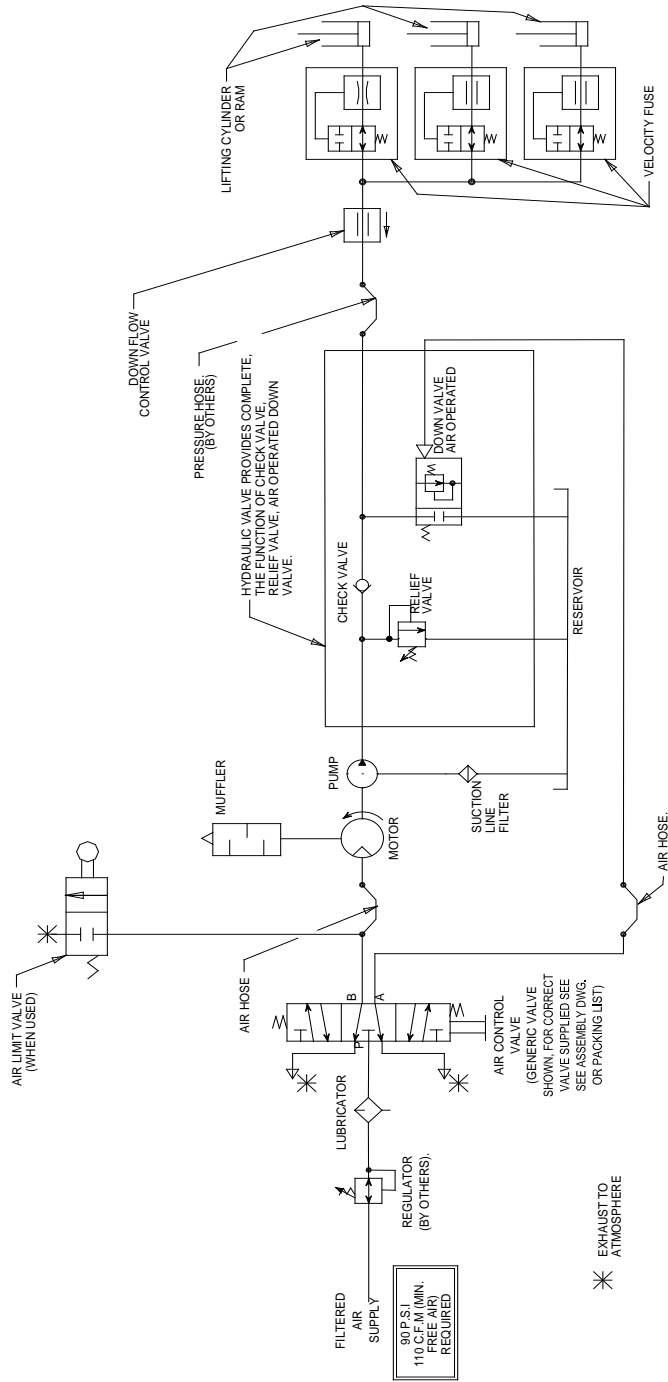 LIFTING CYLINDER
OR RAM
VELOCITY FUSE
DOWN FLOW
CONTROL VALVE
PRESSURE HOSE.
(BY OTHERS)
HYDRAULIC VALVE PROVIDES COMPLETE,
THE FUNCTION OF CHECK VALVE,
RELIEF VALVE, AIR OPERATED DOWN
VALVE.
CHECK VALVE
RELIEF
VALVE
DOWN VALVE
AIR OPERATED
RESERVOIR
PUMP
MUFFLER
MOTOR
SUCTION
LINE
FILTER
AIR LIMIT VALVE
(WHEN USED)
AIR HOSE
AIR HOSE.
B
A
P
AIR CONTROL
VALVE
(GENERIC VALVE
SHOWN, FOR CORRECT
VALVE SUPPLIED SEE
SEE ASSEMBLY DWG.
OR PACKING LIST)
LUBRICATOR
REGULATOR
(BY OTHERS).
FILTERED
AIR
SUPPLY
90 P.S.I
110 C.F.M (MIN.
FREE AIR)
REQUIRED
EXHAUST TO
ATMOSPHERE